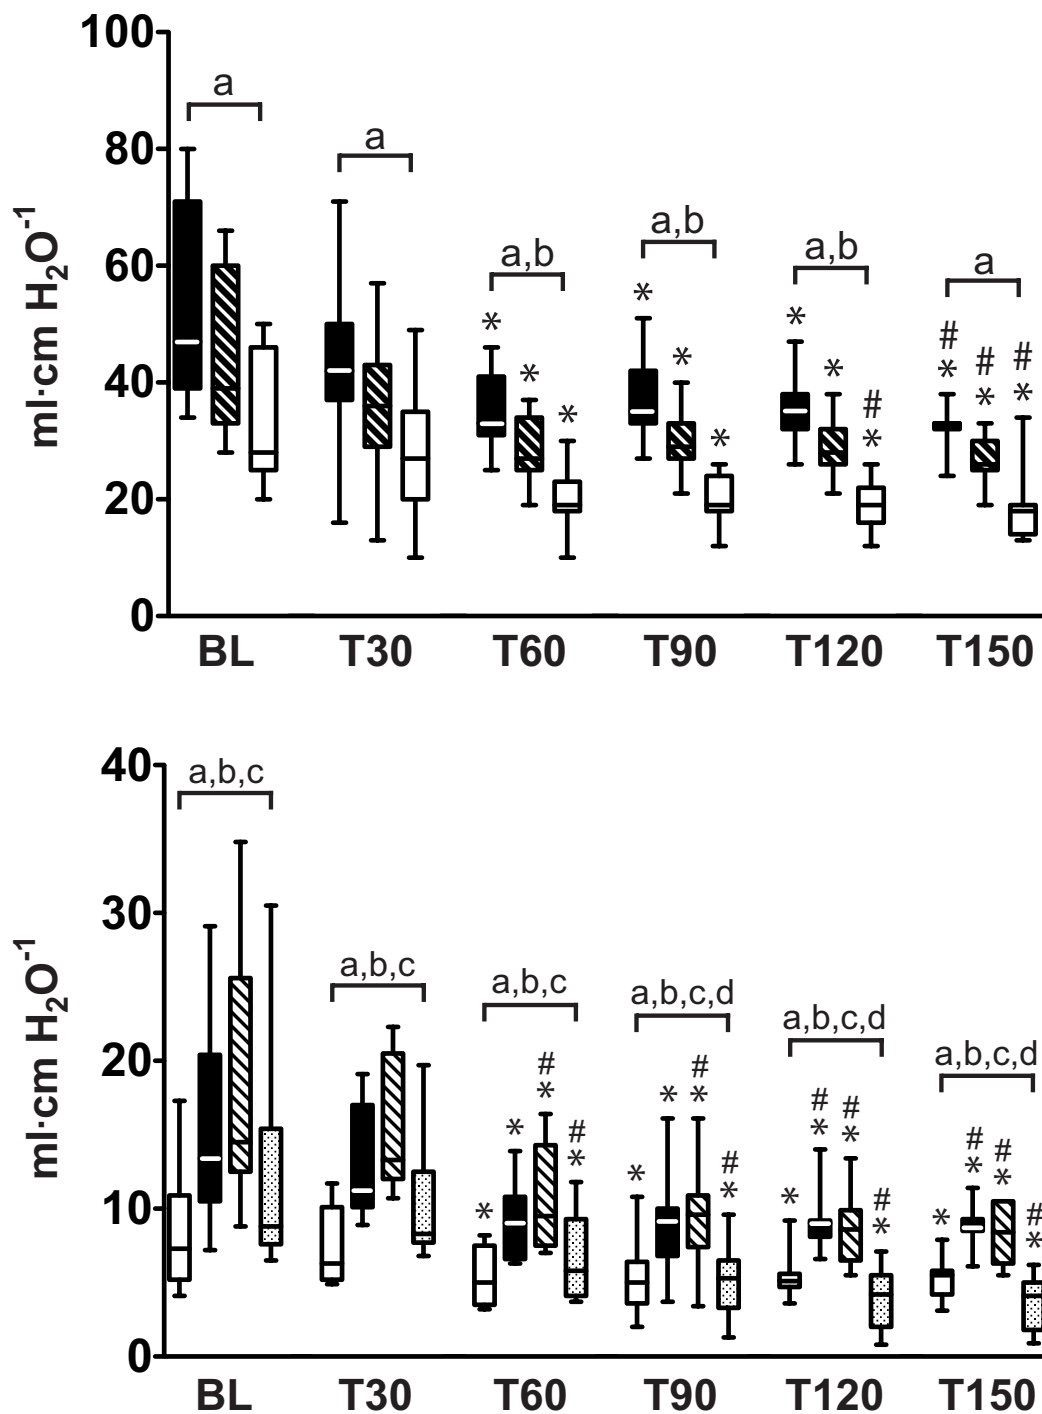 100
a
80
a
a,b
a,b
a,b
a
60
ml·cm H₂O⁻¹
* * * * * * * * # * # * # * # *
40
20
0
BL T30 T60 T90 T120 T150
40
a,b,c
30
a,b,c
a,b,c
a,b,c,d
a,b,c,d
a,b,c,d
ml·cm H₂O⁻¹
20
* * # * # * * * # * # * * # * # * # * * # * # * # *
10
0
BL T30 T60 T90 T120 T150